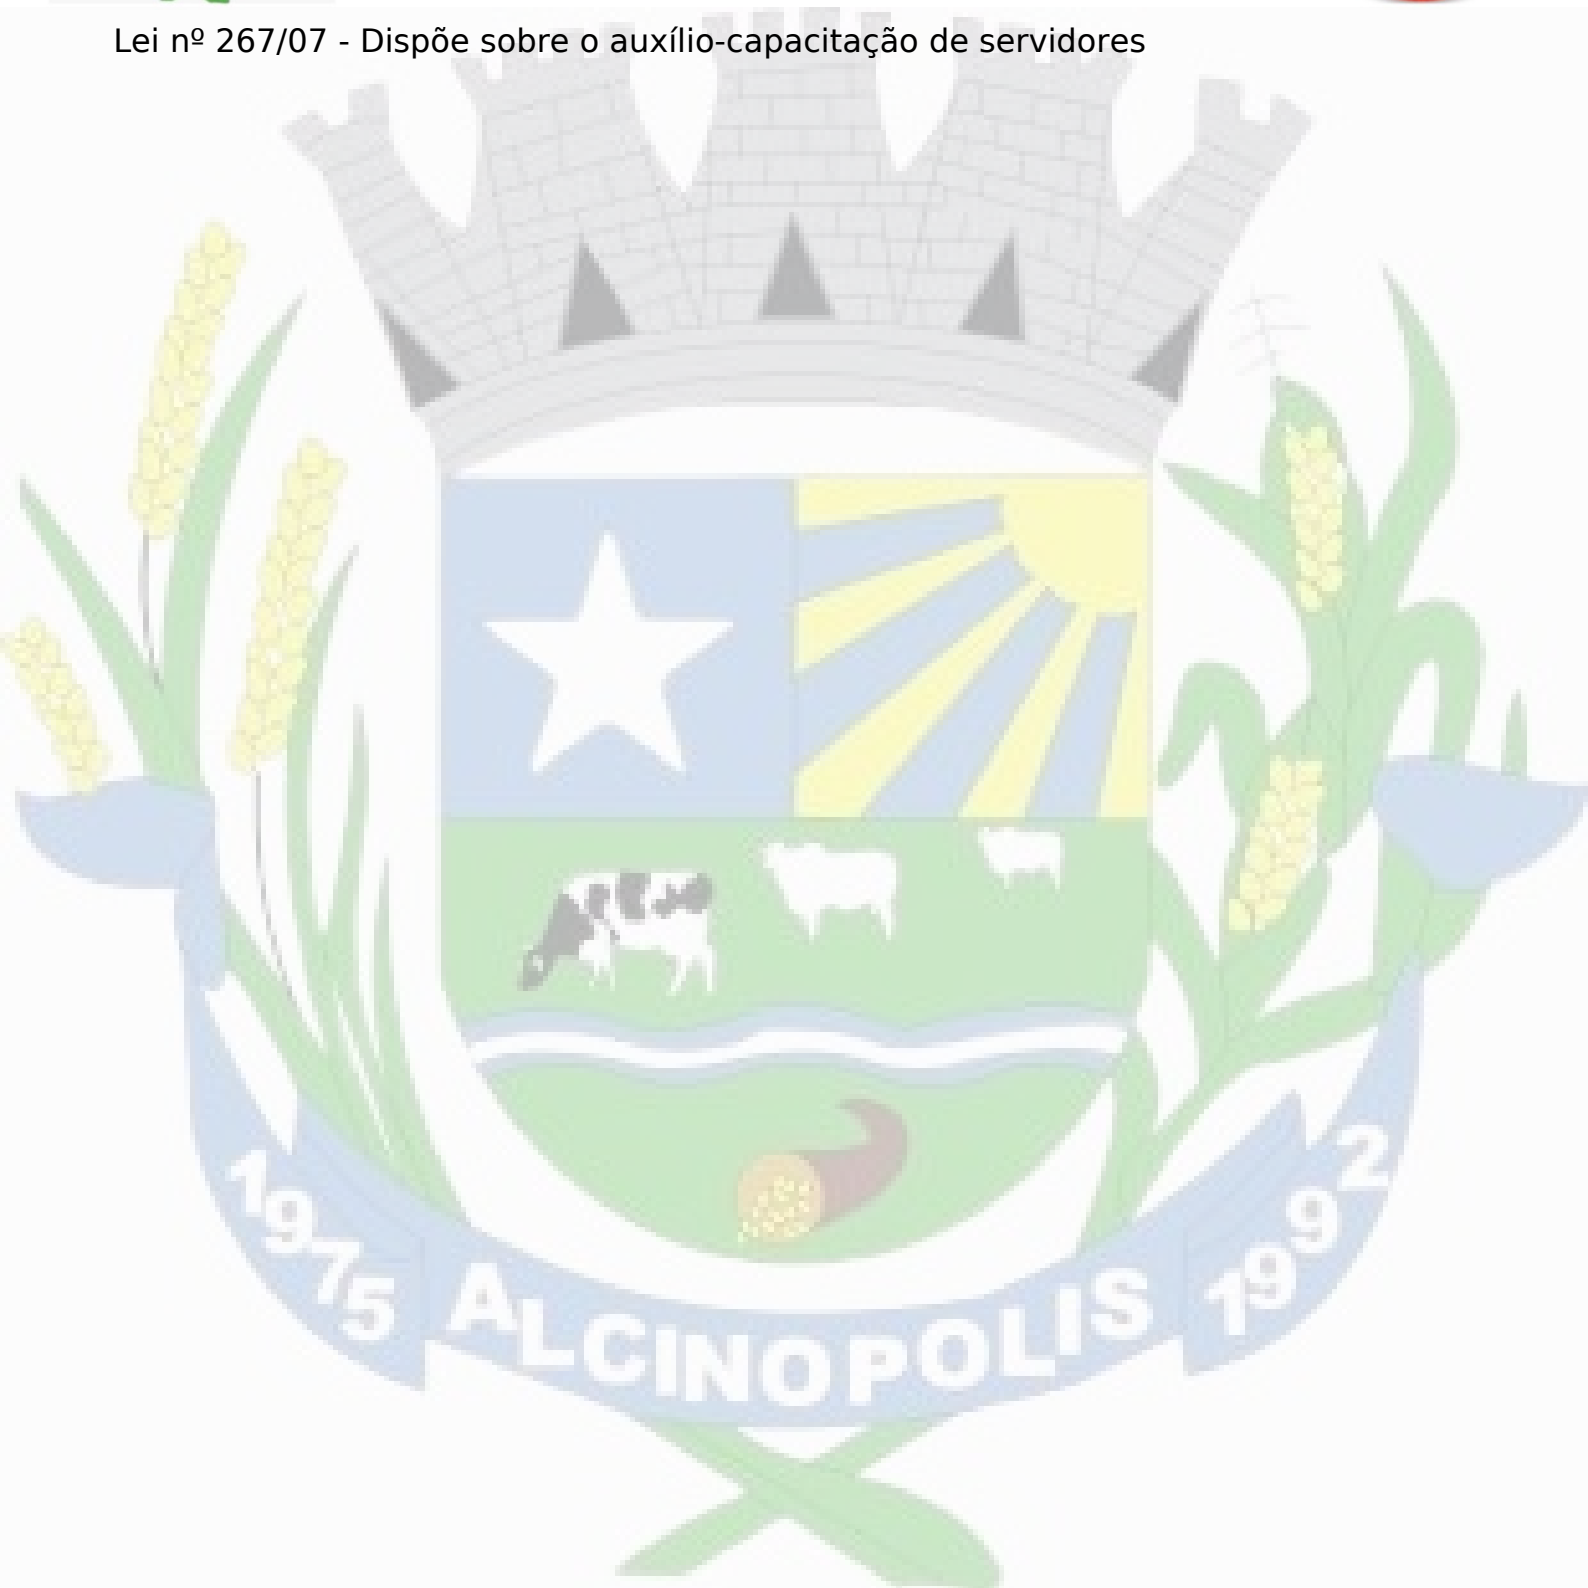 Lei nº 267/07 - Dispõe sobre o auxílio-capacitação de servidores
1975 ALCINOPOLIS 1992